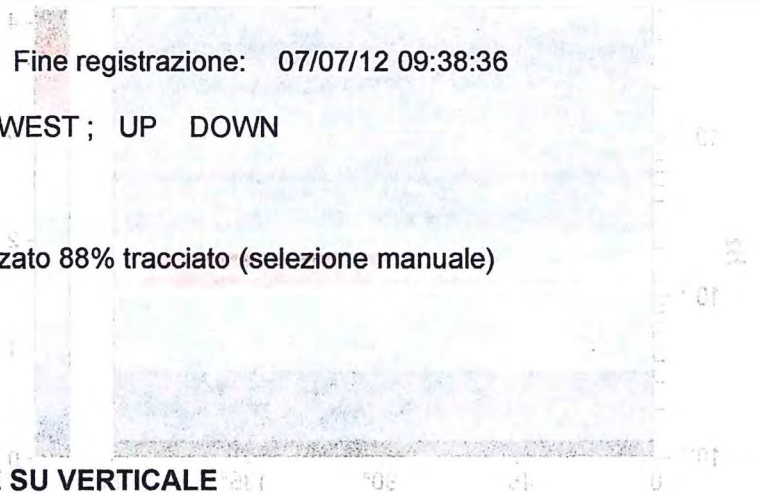 Fine registrazione: 07/07/12 09:38:36
WEST ; UP DOWN
zato 88% tracciato (selezione manuale)
SU VERTICALE